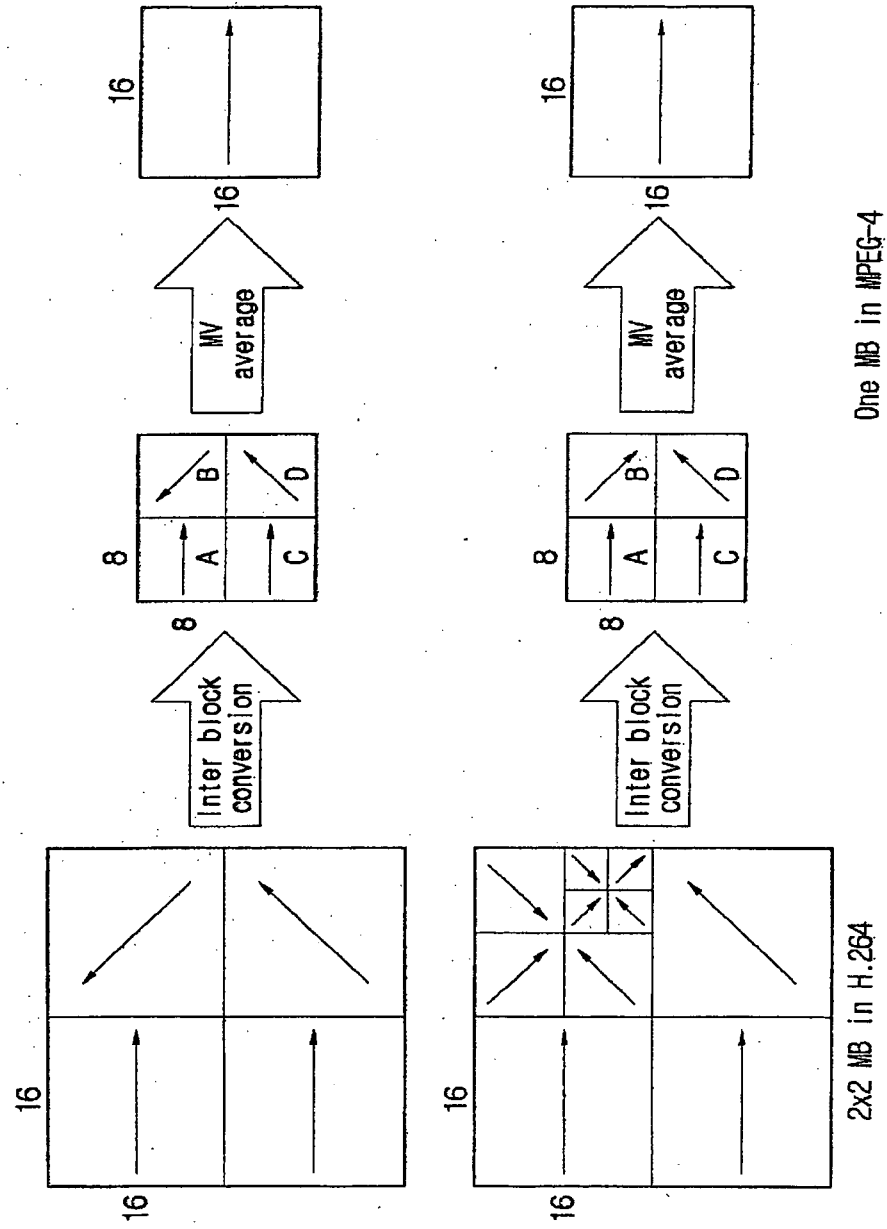 16
16
Inter block
conversion
8
8
A
B
C
D
MV
average
16
16
16
16
Inter block
conversion
8
8
A
B
C
D
MV
average
16
16
2x2 MB in H.264
One MB in MPEG-4